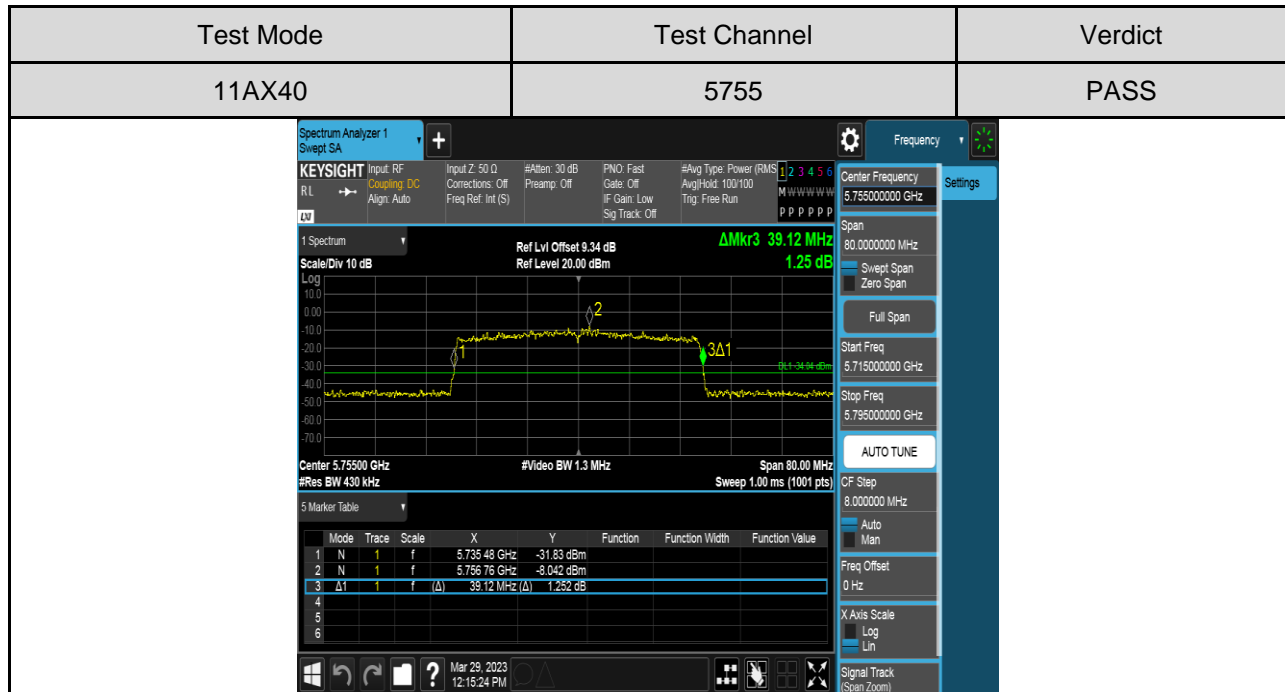 Test Mode Test Channel Verdict
11AX40 5755 PASS
Spectrum Analyzer 1
Swept SA
+
Frequency
KEYSIGHT Input: RF Input Z: 50 Ω #Atten: 30 dB PNO: Fast #Avg Type: Power (RMS 1 2 3 4 5 6
RL Coupling: DC Corrections: Off Preamp: Off Gate: Off Avg|Hold: 100/100 M W W W W W
Align: Auto Freq Ref: Int (S) IF Gain: Low Trig: Free Run
LXI Sig Track: Off P P P P P P
Center Frequency
5.755000000 GHz
Settings
Span
80.0000000 MHz
Swept Span
Zero Span
Full Span
Start Freq
5.715000000 GHz
Stop Freq
5.795000000 GHz
AUTO TUNE
CF Step
8.000000 MHz
Auto
Man
Freq Offset
0 Hz
X Axis Scale
Log
Lin
Signal Track
(Span Zoom)
1 Spectrum
Ref Lvl Offset 9.34 dB
ΔMkr3 39.12 MHz
Scale/Div 10 dB Ref Level 20.00 dBm 1.25 dB
Log
10.0
0.00
-10.0
-20.0
-30.0
-40.0
-50.0
-60.0
-70.0
1
2
3Δ1
DL1 -34.04 dBm
Center 5.75500 GHz #Video BW 1.3 MHz Span 80.00 MHz
#Res BW 430 kHz Sweep 1.00 ms (1001 pts)
5 Marker Table
Mode Trace Scale X Y Function Function Width Function Value
1 N 1 f 5.735 48 GHz -31.83 dBm
2 N 1 f 5.756 76 GHz -8.042 dBm
3 Δ1 1 f (Δ) 39.12 MHz (Δ) 1.252 dB
4
5
6
?
Mar 29, 2023
12:15:24 PM